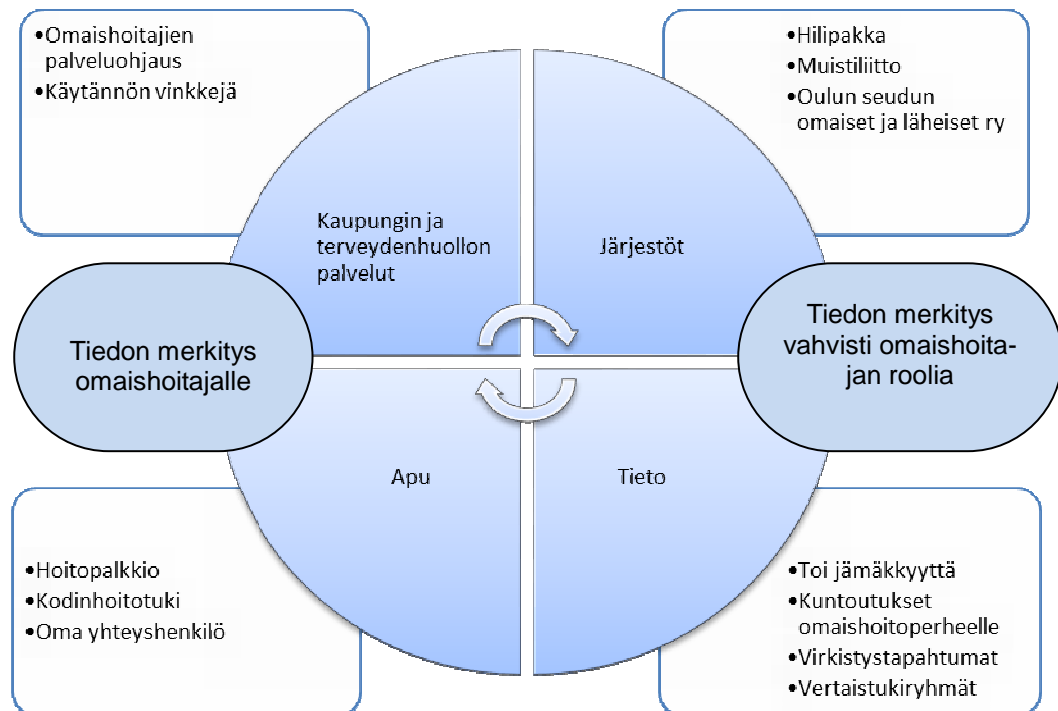 •Omaishoitajien
palveluohjaus
•Käytännön vinkkejä
•Hilipakka
•Muistiliitto
•Oulun seudun
omaiset ja läheiset ry
Kaupungin ja
terveydenhuollon
palvelut
Järjestöt
Tiedon merkitys
omaishoitajalle
Tiedon merkitys
vahvisti omaishoita-
jan roolia
Apu
Tieto
•Hoitopalkkio
•Kodinhoitotuki
•Oma yhteyshenkilö
•Toi jämäkkyyttä
•Kuntoutukset
omaishoitoperheelle
•Virkistystapahtumat
•Vertaistukiryhmät